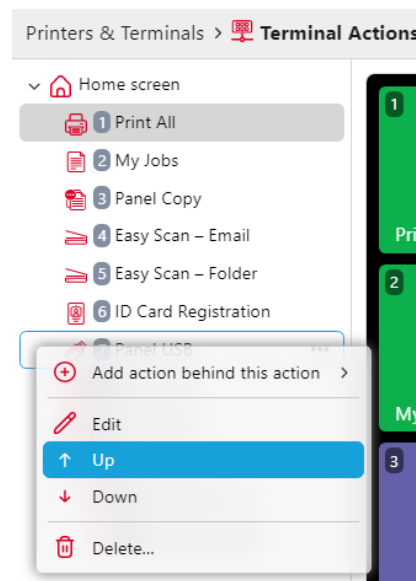 Printers & Terminals > Terminal Actions
Home screen
1 Print All
2 My Jobs
3 Panel Copy
4 Easy Scan – Email
5 Easy Scan – Folder
6 ID Card Registration
7 Panel USB
Add action behind this action >
Edit
Up
Down
Delete...
1
Pri
2
My
3